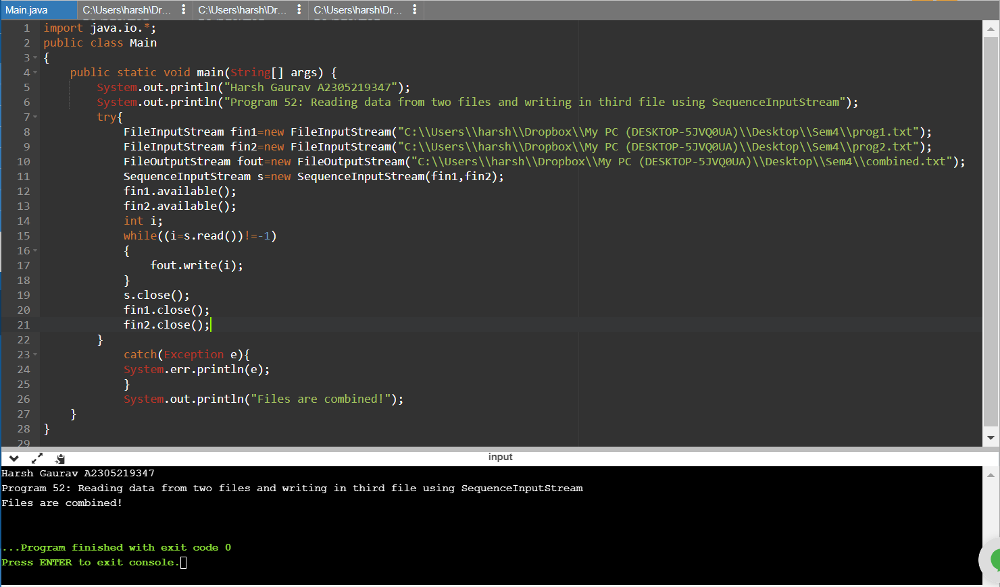 Main.java C:\Users\harsh\Dr... C:\Users\harsh\Dr... C:\Users\harsh\Dr...
1 import java.io.*;
2 public class Main
3 {
4     public static void main(String[] args) {
5         System.out.println("Harsh Gaurav A2305219347");
6         System.out.println("Program 52: Reading data from two files and writing in third file using SequenceInputStream");
7         try{
8             FileInputStream fin1=new FileInputStream("C:\\Users\\harsh\\Dropbox\\My PC (DESKTOP-5JVQ0UA)\\Desktop\\Sem4\\prog1.txt");
9             FileInputStream fin2=new FileInputStream("C:\\Users\\harsh\\Dropbox\\My PC (DESKTOP-5JVQ0UA)\\Desktop\\Sem4\\prog2.txt");
10             FileOutputStream fout=new FileOutputStream("C:\\Users\\harsh\\Dropbox\\My PC (DESKTOP-5JVQ0UA)\\Desktop\\Sem4\\combined.txt");
11             SequenceInputStream s=new SequenceInputStream(fin1,fin2);
12             fin1.available();
13             fin2.available();
14             int i;
15             while((i=s.read())!=-1)
16             {
17                 fout.write(i);
18             }
19             s.close();
20             fin1.close();
21             fin2.close();
22         }
23             catch(Exception e){
24             System.err.println(e);
25             }
26             System.out.println("Files are combined!");
27     }
28 }
29
input
Harsh Gaurav A2305219347
Program 52: Reading data from two files and writing in third file using SequenceInputStream
Files are combined!
...Program finished with exit code 0
Press ENTER to exit console.